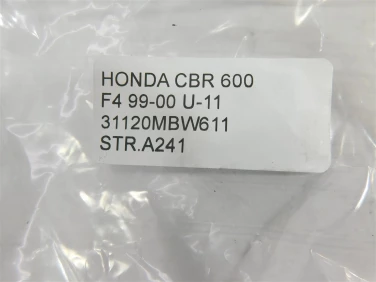 HONDA CBR 600
F4 99-00 U-11
31120MBW611
STR.A241